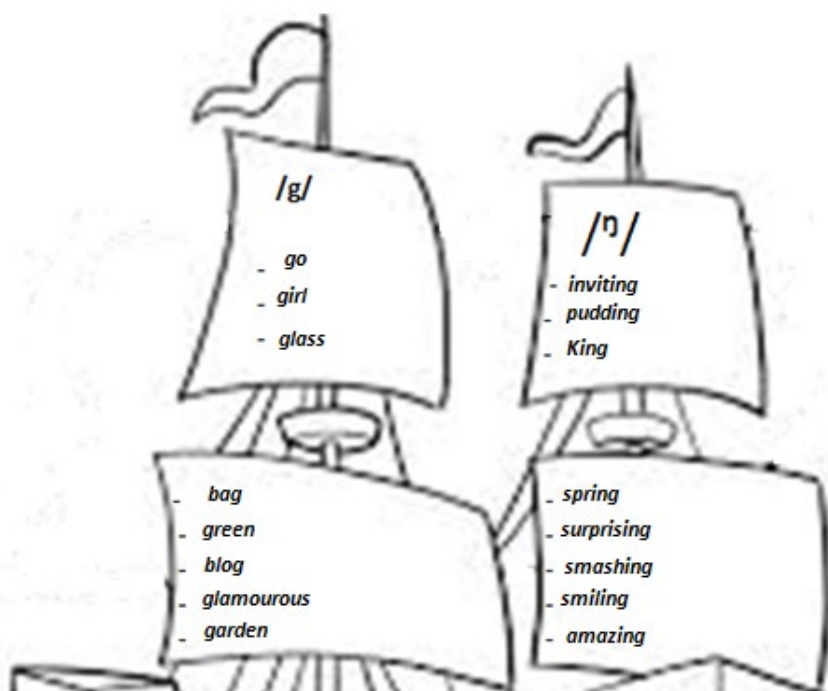 /g/
- go
- girl
- glass
- bag
- green
- blog
- glamourous
- garden
/ŋ/
- inviting
- pudding
- King
- spring
- surprising
- smashing
- smiling
- amazing